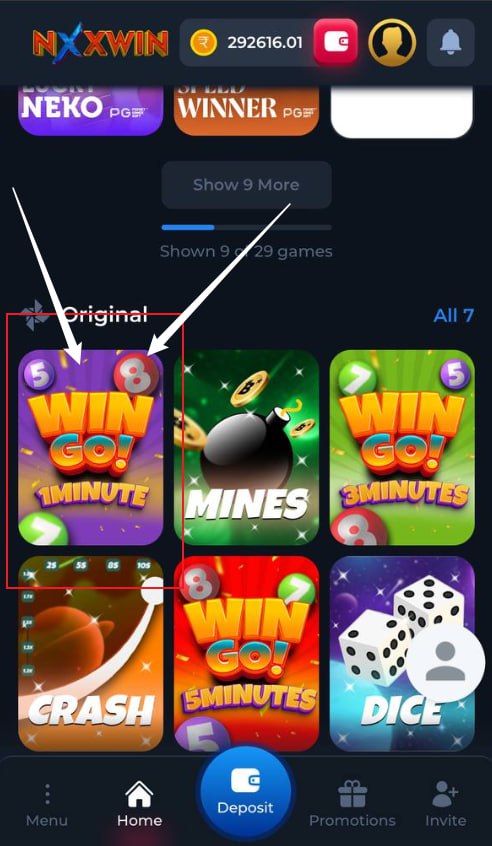 NXXWIN
292616.01
LUCKY
NEKO PG
SPEED
WINNER PG
Show 9 More
Shown 9 of 29 games
Original
All 7
5
8
WIN
GO!
1MINUTE
7
MINES
7
5
WIN
GO!
3MINUTES
8
2S 5S 8S 10S
CRASH
8
7
WIN
GO!
5MINUTES
5
DICE
Menu
Home
Deposit
Promotions
Invite